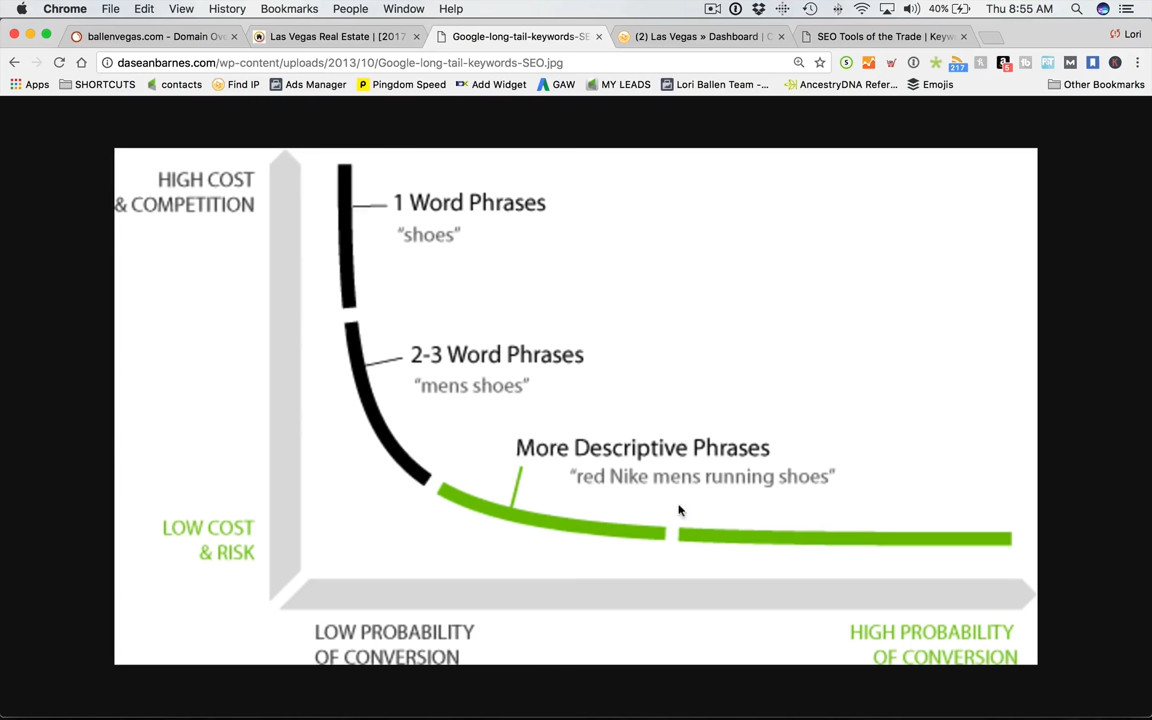 Chrome File Edit View History Bookmarks People Window Help 40% Thu 8:55 AM
ballenvegas.com - Domain Ov Las Vegas Real Estate | [2017 Google-long-tail-keywords-SE (2) Las Vegas » Dashboard | C SEO Tools of the Trade | Keyw Lori
daseanbarnes.com/wp-content/uploads/2013/10/Google-long-tail-keywords-SEO.jpg 217
Apps SHORTCUTS contacts Find IP Ads Manager Pingdom Speed Add Widget GAW MY LEADS Lori Ballen Team -... AncestryDNA Refer... Emojis Other Bookmarks
HIGH COST
& COMPETITION
1 Word Phrases
“shoes”
2-3 Word Phrases
“mens shoes”
More Descriptive Phrases
“red Nike mens running shoes”
LOW COST
& RISK
LOW PROBABILITY
OF CONVERSION
HIGH PROBABILITY
OF CONVERSION